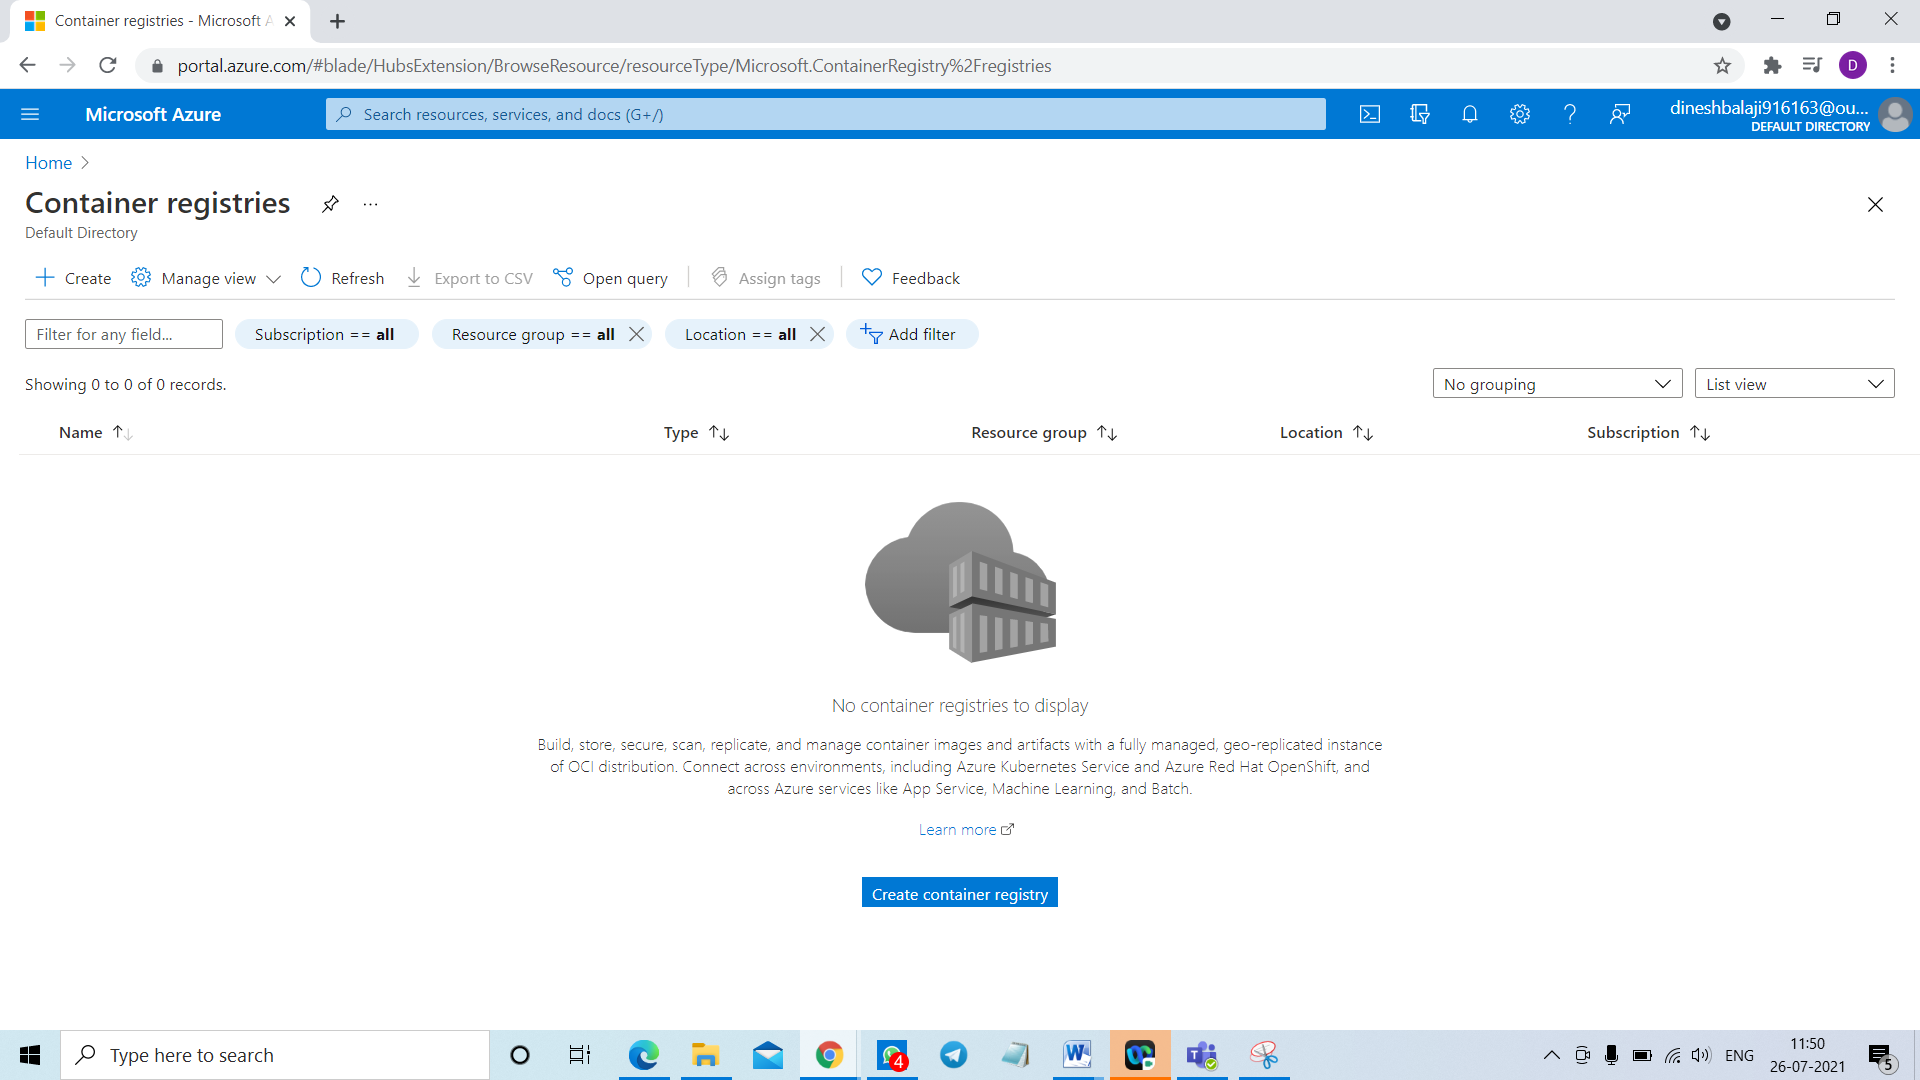 Container registries - Microsoft A
portal.azure.com/#blade/HubsExtension/BrowseResource/resourceType/Microsoft.ContainerRegistry%2Fregistries
D
Microsoft Azure
Search resources, services, and docs (G+/)
dineshbalaji916163@ou...
DEFAULT DIRECTORY
Home
Container registries
...
Default Directory
Create
Manage view
Refresh
Export to CSV
Open query
Assign tags
Feedback
Filter for any field...
Subscription == all
Resource group == all
Location == all
Add filter
Showing 0 to 0 of 0 records.
No grouping
List view
Name
Type
Resource group
Location
Subscription
No container registries to display
Build, store, secure, scan, replicate, and manage container images and artifacts with a fully managed, geo-replicated instance
of OCI distribution. Connect across environments, including Azure Kubernetes Service and Azure Red Hat OpenShift, and
across Azure services like App Service, Machine Learning, and Batch.
Learn more
Create container registry
Type here to search
4
ENG
11:50
26-07-2021
5